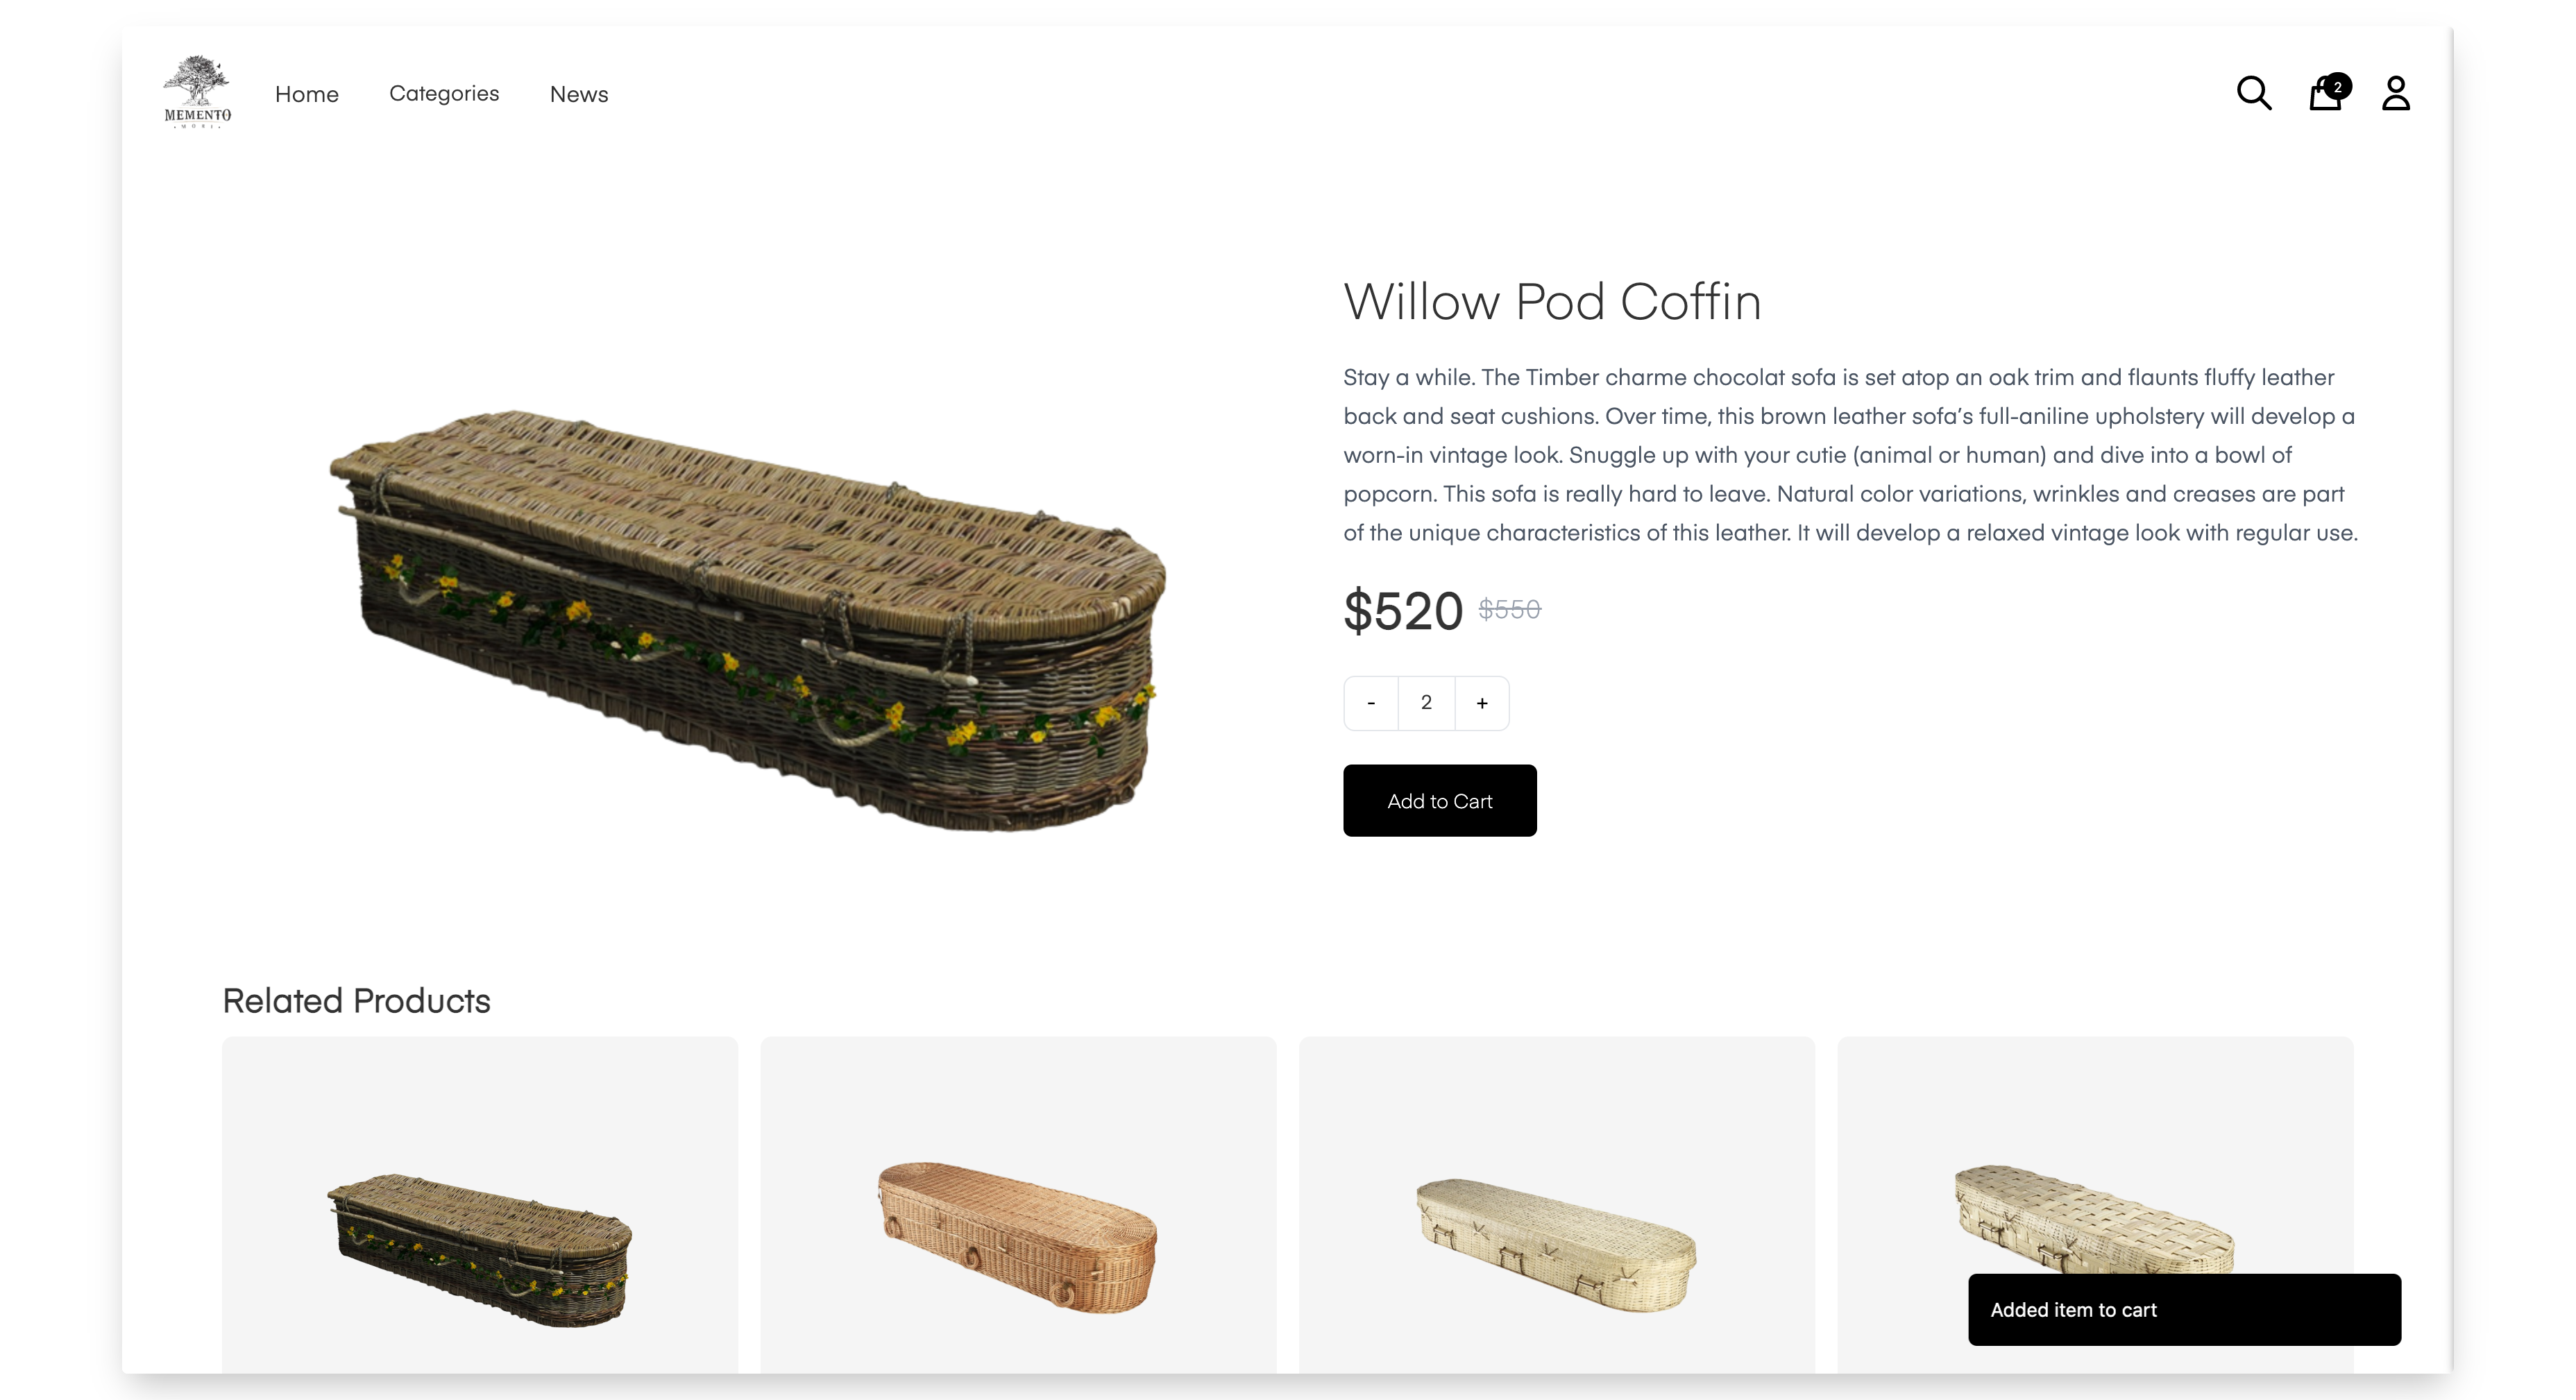 MEMENTO
MORI
Home
Categories
News
2
Willow Pod Coffin
Stay a while. The Timber charme chocolat sofa is set atop an oak trim and flaunts fluffy leather
back and seat cushions. Over time, this brown leather sofa’s full-aniline upholstery will develop a
worn-in vintage look. Snuggle up with your cutie (animal or human) and dive into a bowl of
popcorn. This sofa is really hard to leave. Natural color variations, wrinkles and creases are part
of the unique characteristics of this leather. It will develop a relaxed vintage look with regular use.
$520 $550
- 2 +
Add to Cart
Related Products
Added item to cart